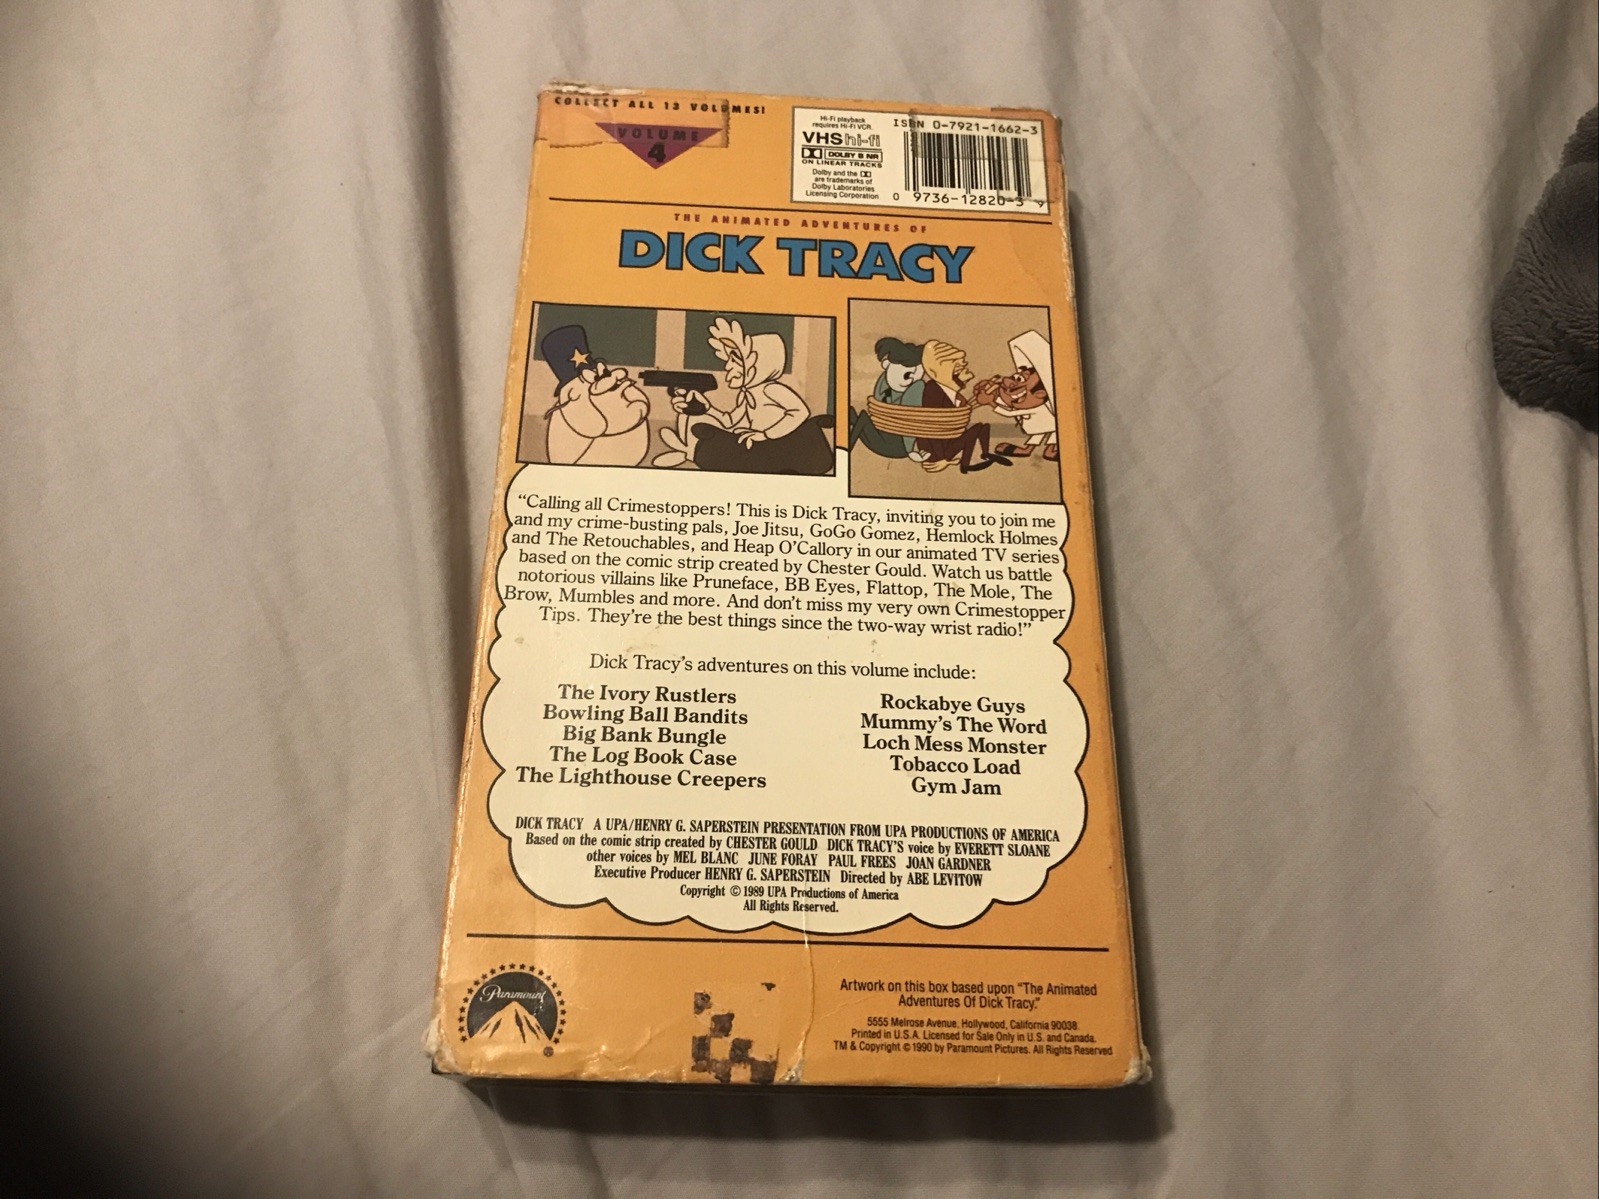 COLLECT ALL 13 VOLUMES!
VOLUME
4
Hi-Fi playback
requires Hi-Fi VCR.
VHS hi-fi
DOLBY B NR
ON LINEAR TRACKS
Dolby and the
are trademarks of
Dolby Laboratories
Licensing Corporation
ISBN 0-7921-1662-3
0 9736-12820-3 9
THE ANIMATED ADVENTURES OF
DICK TRACY
“Calling all Crimestoppers! This is Dick Tracy, inviting you to join me
and my crime-busting pals, Joe Jitsu, GoGo Gomez, Hemlock Holmes
and The Retouchables, and Heap O’Callory in our animated TV series
based on the comic strip created by Chester Gould. Watch us battle
notorious villains like Pruneface, BB Eyes, Flattop, The Mole, The
Brow, Mumbles and more. And don’t miss my very own Crimestopper
Tips. They’re the best things since the two-way wrist radio!”
Dick Tracy’s adventures on this volume include:
The Ivory Rustlers
Bowling Ball Bandits
Big Bank Bungle
The Log Book Case
The Lighthouse Creepers
Rockabye Guys
Mummy’s The Word
Loch Mess Monster
Tobacco Load
Gym Jam
DICK TRACY A UPA/HENRY G. SAPERSTEIN PRESENTATION FROM UPA PRODUCTIONS OF AMERICA
Based on the comic strip created by CHESTER GOULD DICK TRACY’S voice by EVERETT SLOANE
other voices by MEL BLANC JUNE FORAY PAUL FREES JOAN GARDNER
Executive Producer HENRY G. SAPERSTEIN Directed by ABE LEVITOW
Copyright © 1989 UPA Productions of America
All Rights Reserved.
Paramount
®
Artwork on this box based upon “The Animated
Adventures Of Dick Tracy.”
5555 Melrose Avenue, Hollywood, California 90038.
Printed in U.S.A. Licensed for Sale Only in U.S. and Canada.
TM & Copyright © 1990 by Paramount Pictures. All Rights Reserved